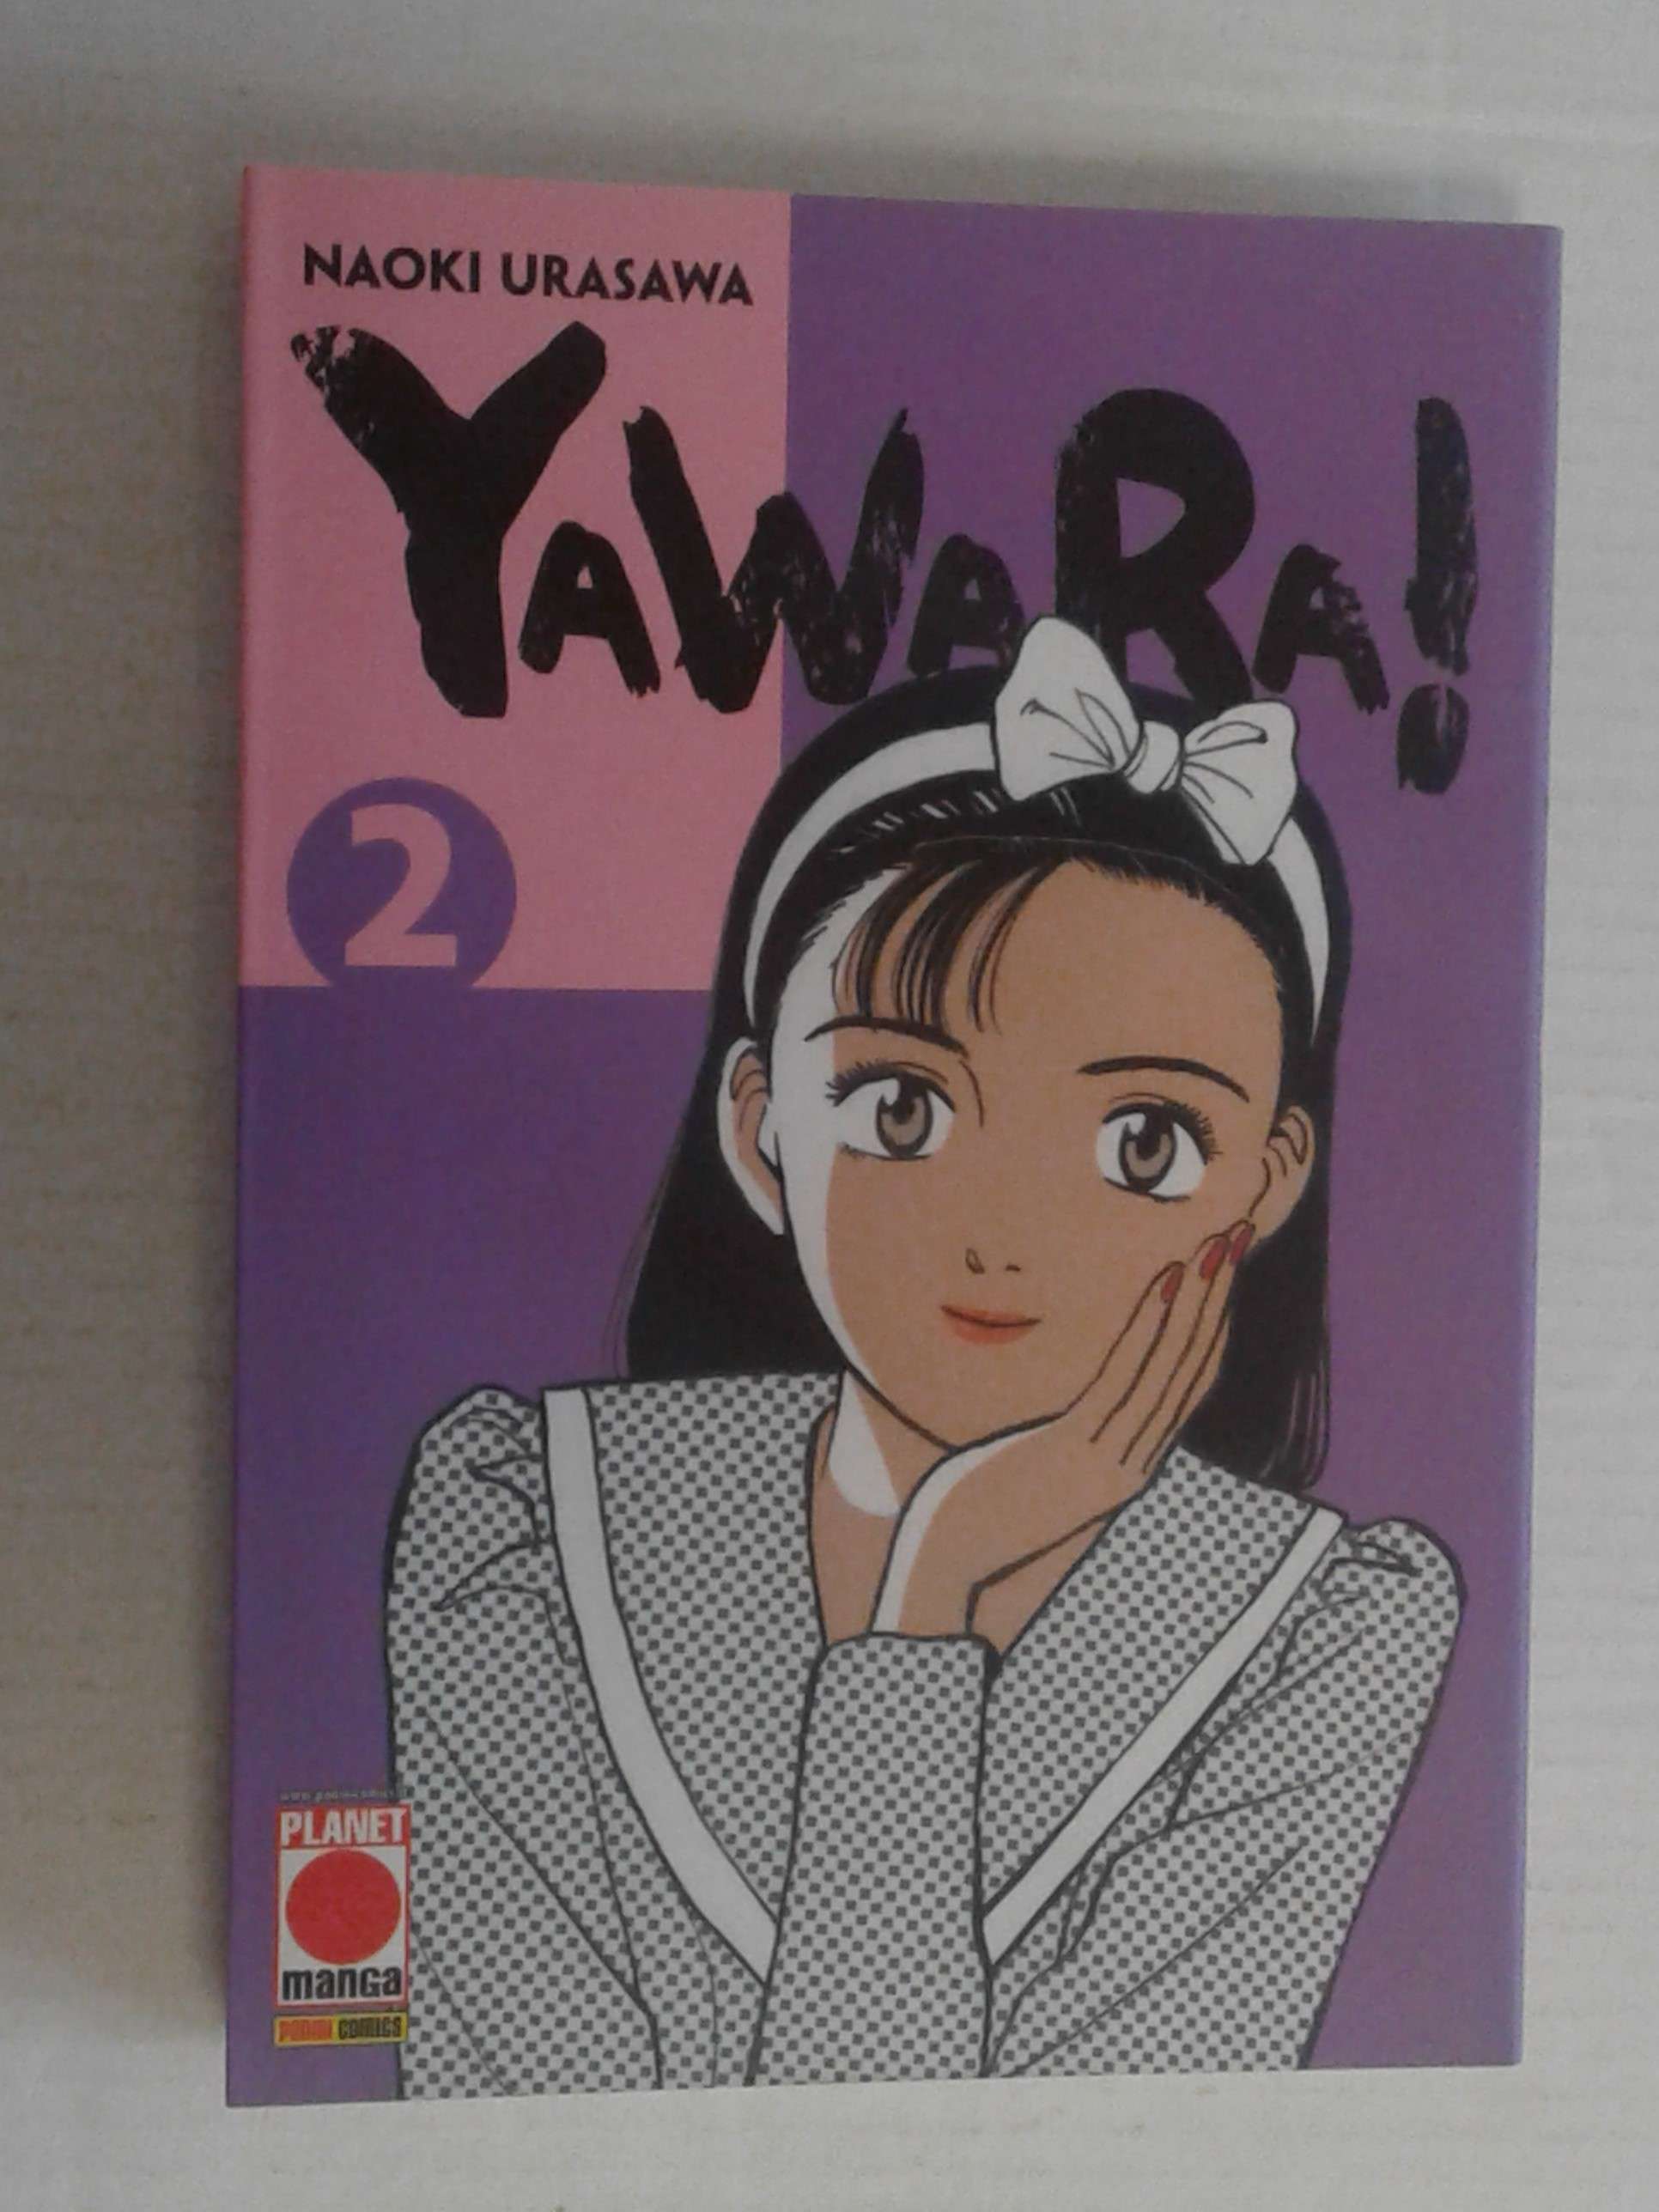 NAOKI URASAWA
YAWARA!
2
PLANET
manga
PANINI COMICS